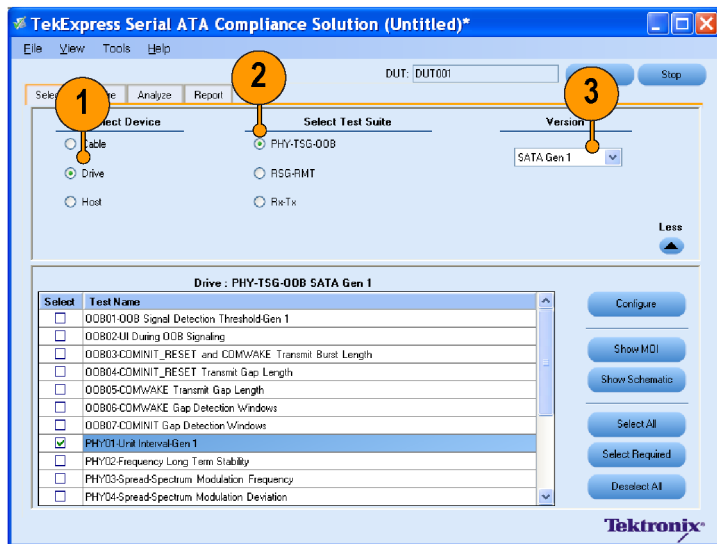 TekExpress Serial ATA Compliance Solution (Untitled)*
File View Tools Help
DUT: DUT001
Stop
Analyze Report
1
2
3
Select Test Suite
Version
Cable
Drive
Host
PHY-TSG-OOB
RSG-RMT
Rx-Tx
SATA Gen 1
Less
Drive : PHY-TSG-OOB SATA Gen 1
Select Test Name
OOB01-OOB Signal Detection Threshold-Gen 1
OOB02-UI During OOB Signaling
OOB03-COMINIT_RESET and COMWAKE Transmit Burst Length
OOB04-COMINIT_RESET Transmit Gap Length
OOB05-COMWAKE Transmit Gap Length
OOB06-COMWAKE Gap Detection Windows
OOB07-COMINIT Gap Detection Windows
PHY01-Unit Interval-Gen 1
PHY02-Frequency Long Term Stability
PHY03-Spread-Spectrum Modulation Frequency
PHY04-Spread-Spectrum Modulation Deviation
Configure
Show MOI
Show Schematic
Select All
Select Required
Deselect All
Tektronix